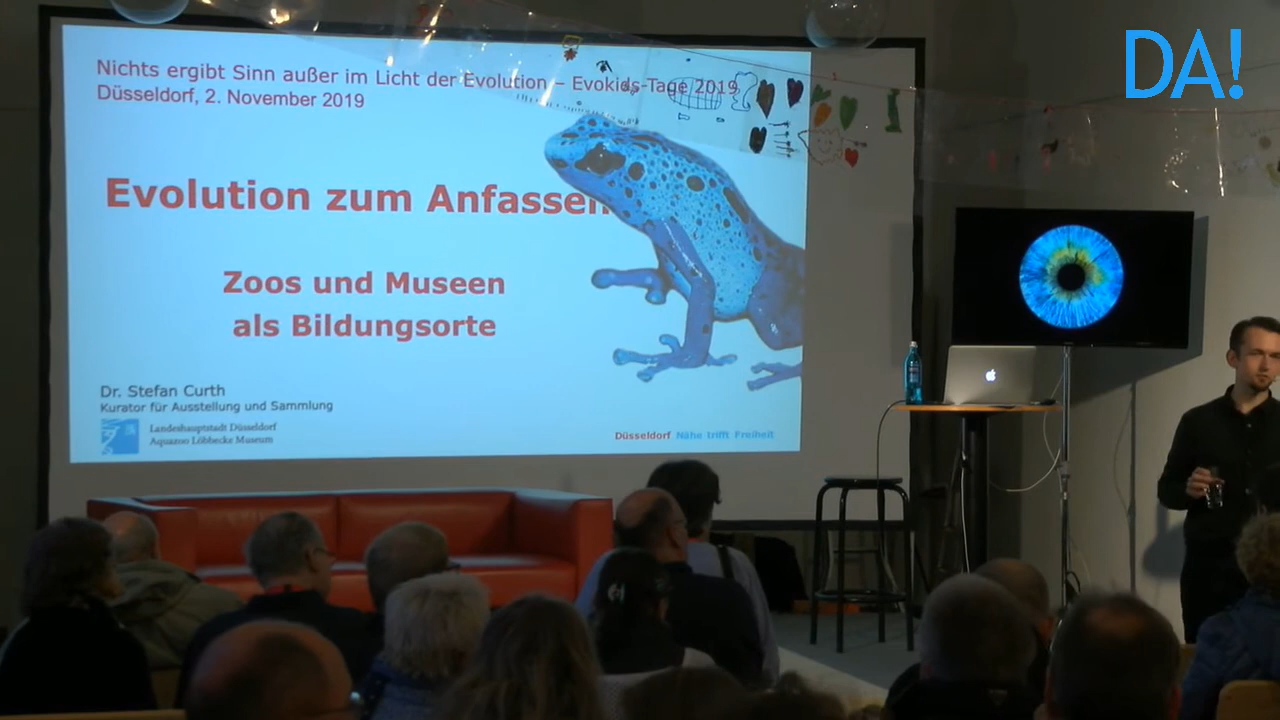 DA!
Nichts ergibt Sinn außer im Licht der Evolution – Evokids-Tage 2019
Düsseldorf, 2. November 2019
Evolution zum Anfassen
Zoos und Museen
als Bildungsorte
Dr. Stefan Curth
Kurator für Ausstellung und Sammlung
Landeshauptstadt Düsseldorf
Aquazoo Löbbecke Museum
Düsseldorf Nähe trifft Freiheit